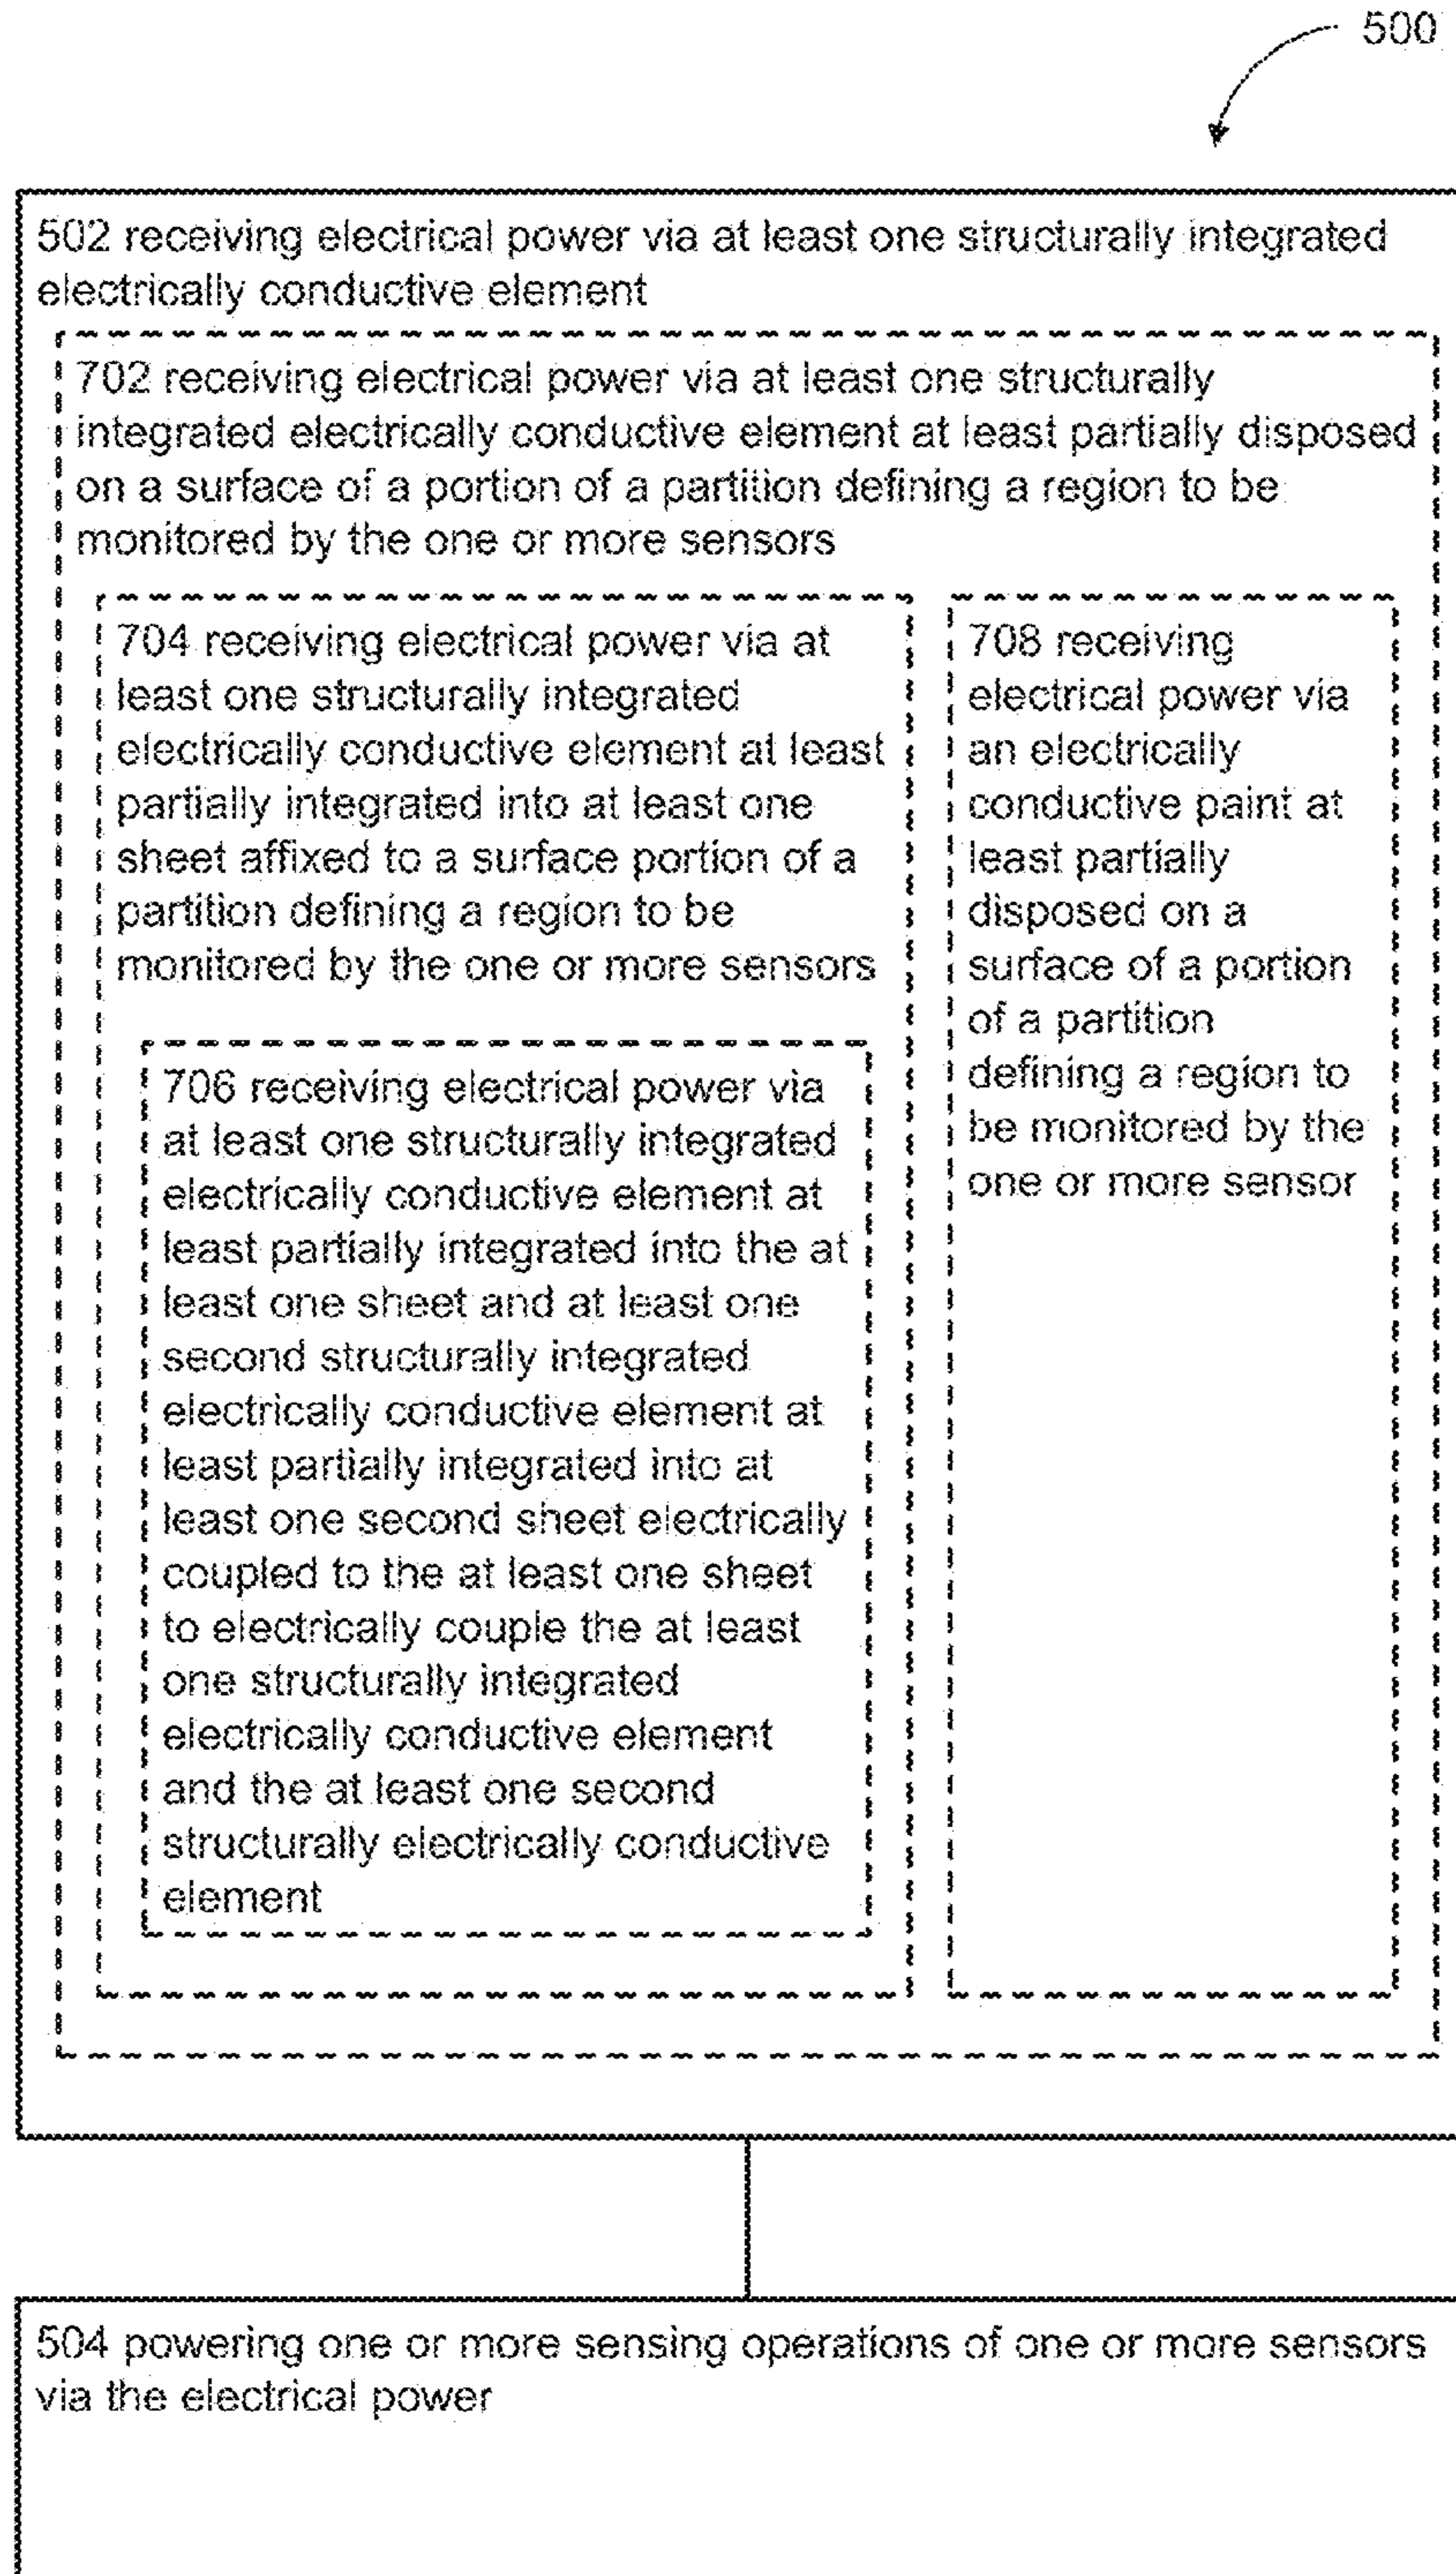 500
502 receiving electrical power via at least one structurally integrated
electrically conductive element
702 receiving electrical power via at least one structurally
integrated electrically conductive element at least partially disposed
on a surface of a portion of a partition defining a region to be
monitored by the one or more sensors
704 receiving electrical power via at
least one structurally integrated
electrically conductive element at least
partially integrated into at least one
sheet affixed to a surface portion of a
partition defining a region to be
monitored by the one or more sensors
706 receiving electrical power via
at least one structurally integrated
electrically conductive element at
least partially integrated into the at
least one sheet and at least one
second structurally integrated
electrically conductive element at
least partially integrated into at
least one second sheet electrically
coupled to the at least one sheet
to electrically couple the at least
one structurally integrated
electrically conductive element
and the at least one second
structurally electrically conductive
element
708 receiving
electrical power via
an electrically
conductive paint at
least partially
disposed on a
surface of a portion
of a partition
defining a region to
be monitored by the
one or more sensor
504 powering one or more sensing operations of one or more sensors
via the electrical power